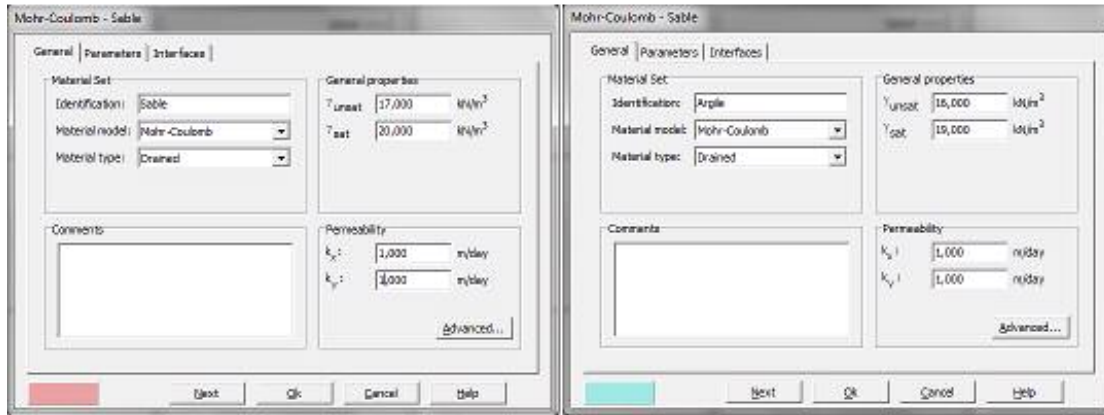 Mohr-Coulomb - Sable
General Parameters Interfaces
Material Set
Identification: Sable
Material model: Mohr-Coulomb
Material type: Drained
General properties
γunsat 17,000 kN/m³
γsat 20,000 kN/m³
Comments
Permeability
kx: 1,000 m/day
ky: 1,000 m/day
Advanced...
Next Ok Cancel Help
Mohr-Coulomb - Sable
General Parameters Interfaces
Material Set
Identification: Argile
Material model: Mohr-Coulomb
Material type: Drained
General properties
γunsat 16,000 kN/m³
γsat 19,000 kN/m³
Comments
Permeability
kx: 1,000 m/day
ky: 1,000 m/day
Advanced...
Next Ok Cancel Help